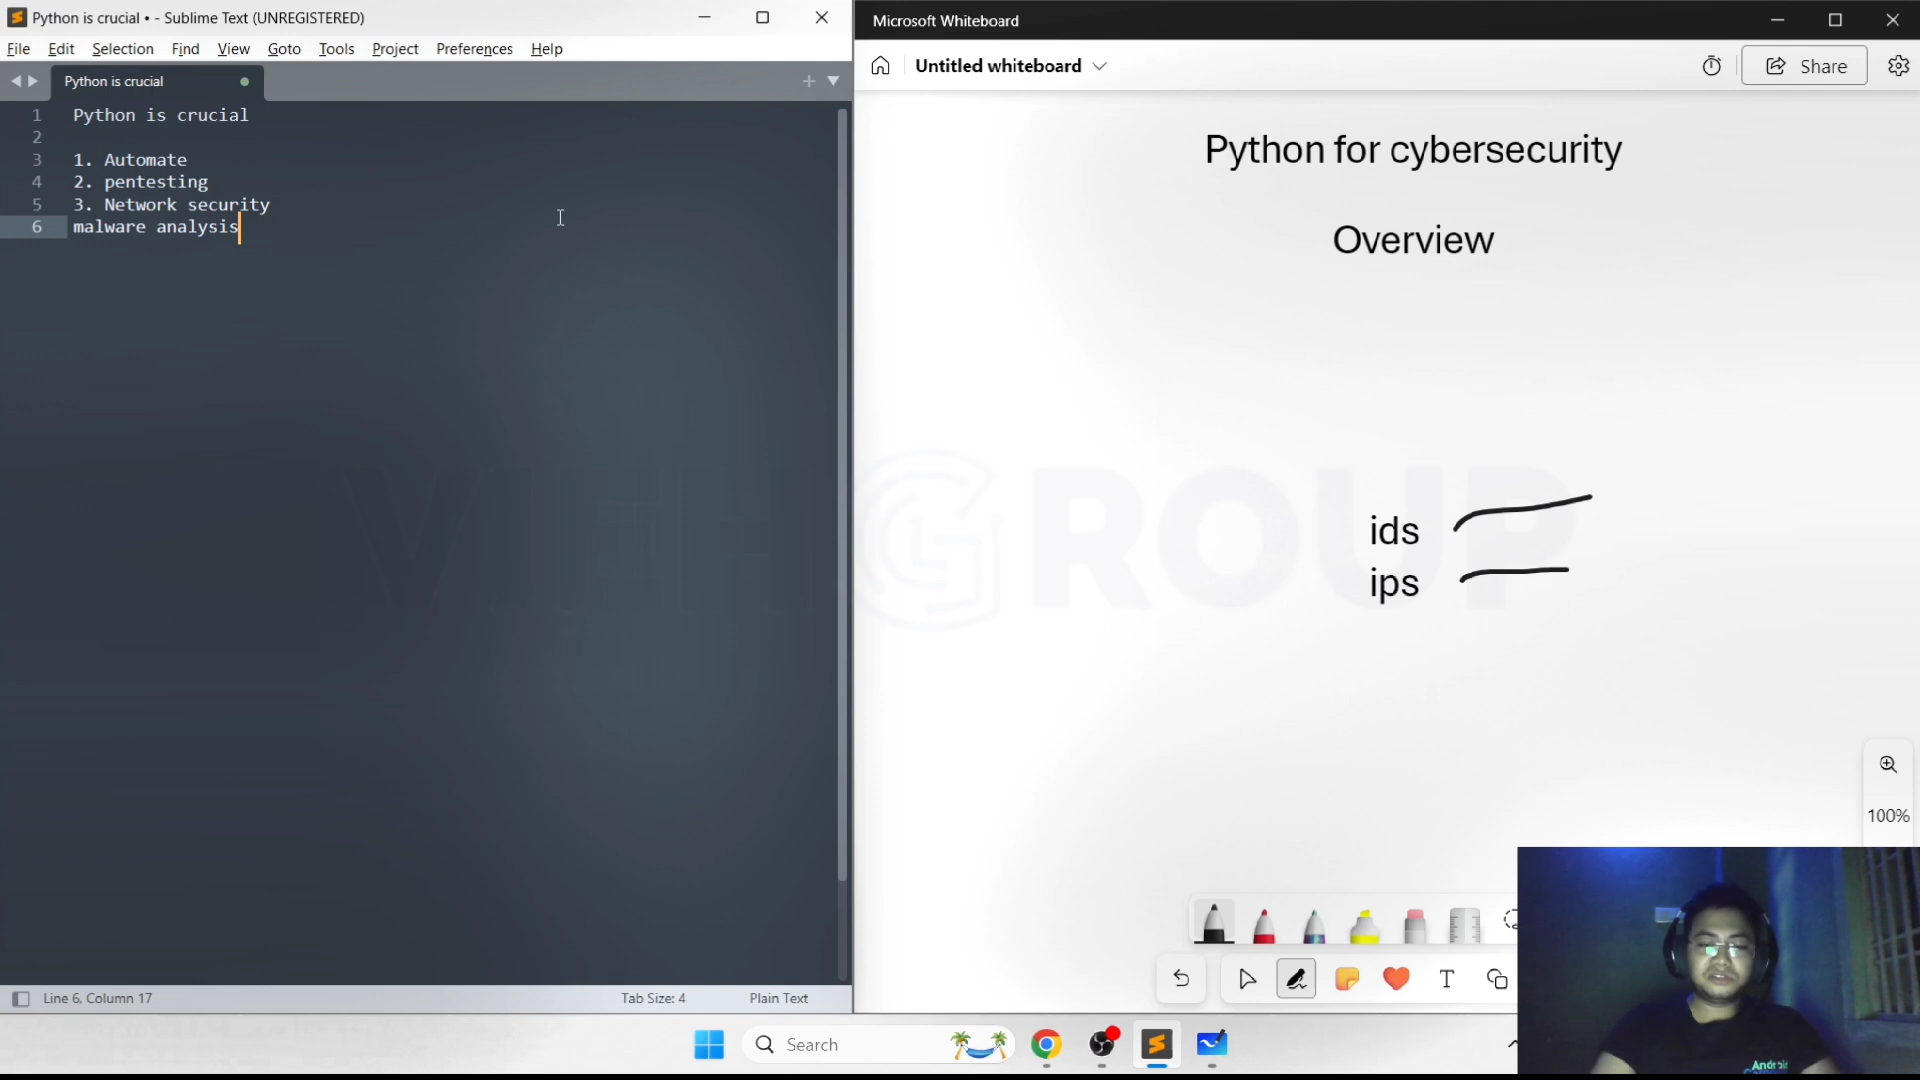 Python is crucial • - Sublime Text (UNREGISTERED)
File Edit Selection Find View Goto Tools Project Preferences Help
Python is crucial
1 Python is crucial
2
3 1. Automate
4 2. pentesting
5 3. Network security
6 malware analysis
Line 6, Column 17
Tab Size: 4
Plain Text
Microsoft Whiteboard
Untitled whiteboard
Share
Python for cybersecurity
Overview
VIEH GROUP
ids
ips
100%
Search
Android